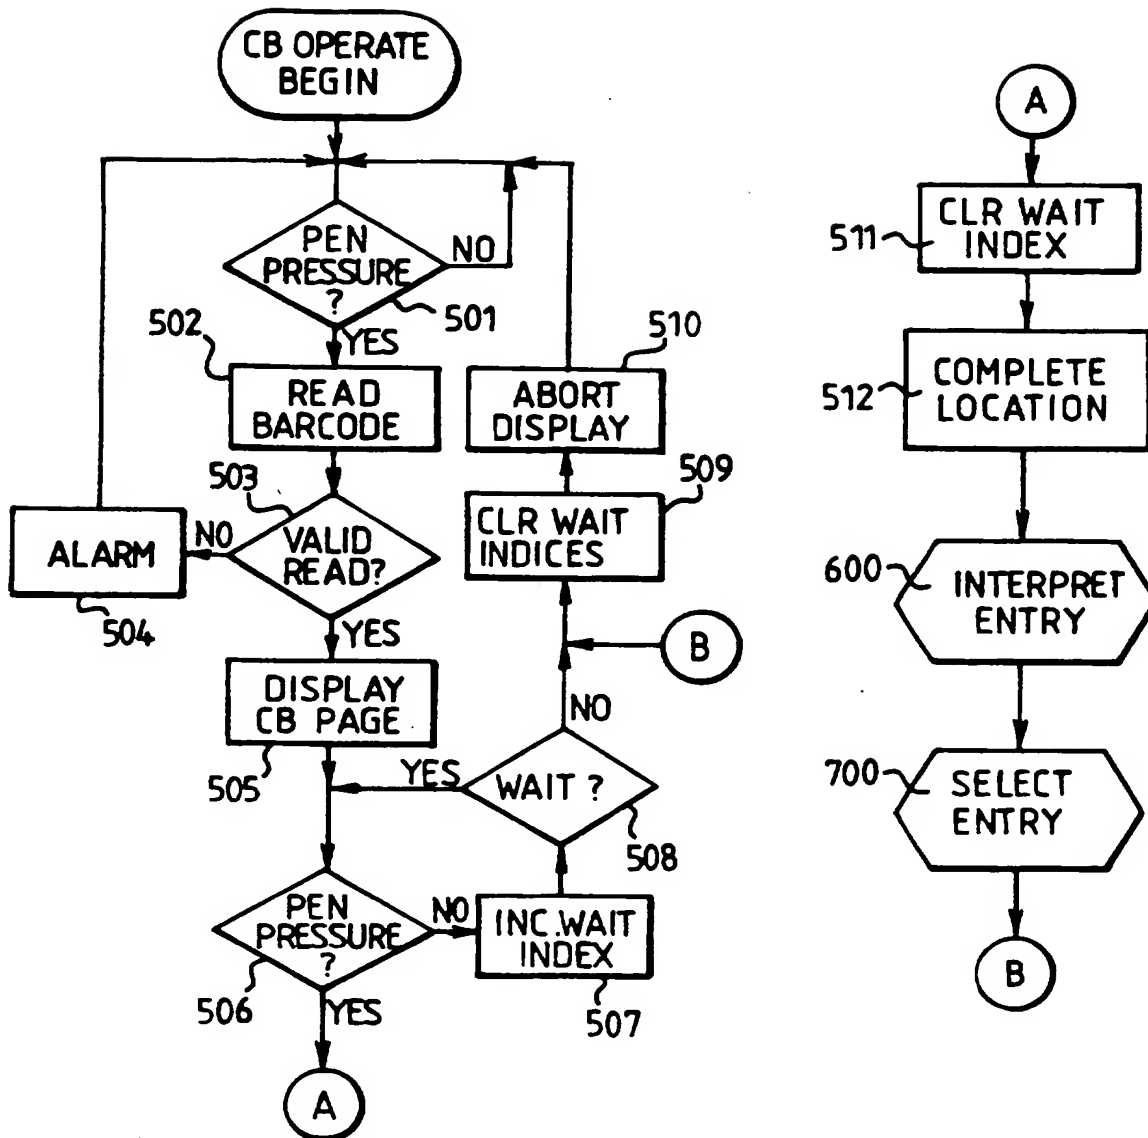 CB OPERATE
BEGIN
PEN
PRESSURE
?
NO
501
YES
502
READ
BARCODE
503
VALID
READ?
NO
ALARM
504
YES
DISPLAY
CB PAGE
505
PEN
PRESSURE
?
506
NO
YES
A
INC.WAIT
INDEX
507
WAIT ?
508
YES
NO
B
CLR WAIT
INDICES
509
ABORT
DISPLAY
510
A
CLR WAIT
INDEX
511
COMPLETE
LOCATION
512
INTERPRET
ENTRY
600
SELECT
ENTRY
700
B